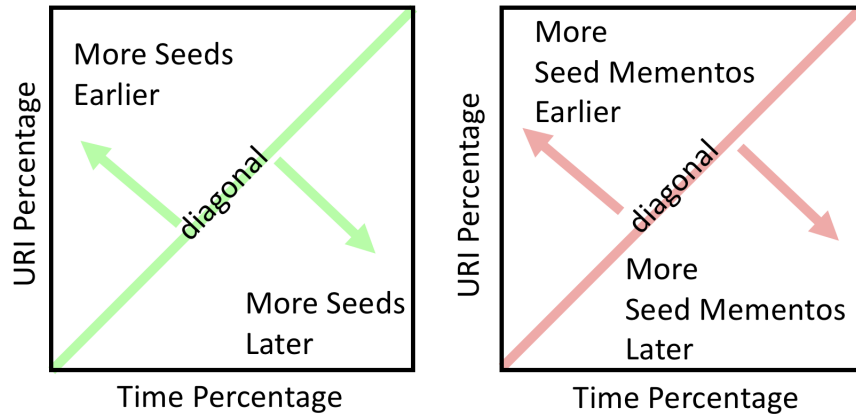 More Seeds
Earlier
diagonal
More Seeds
Later
URI Percentage
Time Percentage
More
Seed Mementos
Earlier
diagonal
More
Seed Mementos
Later
URI Percentage
Time Percentage